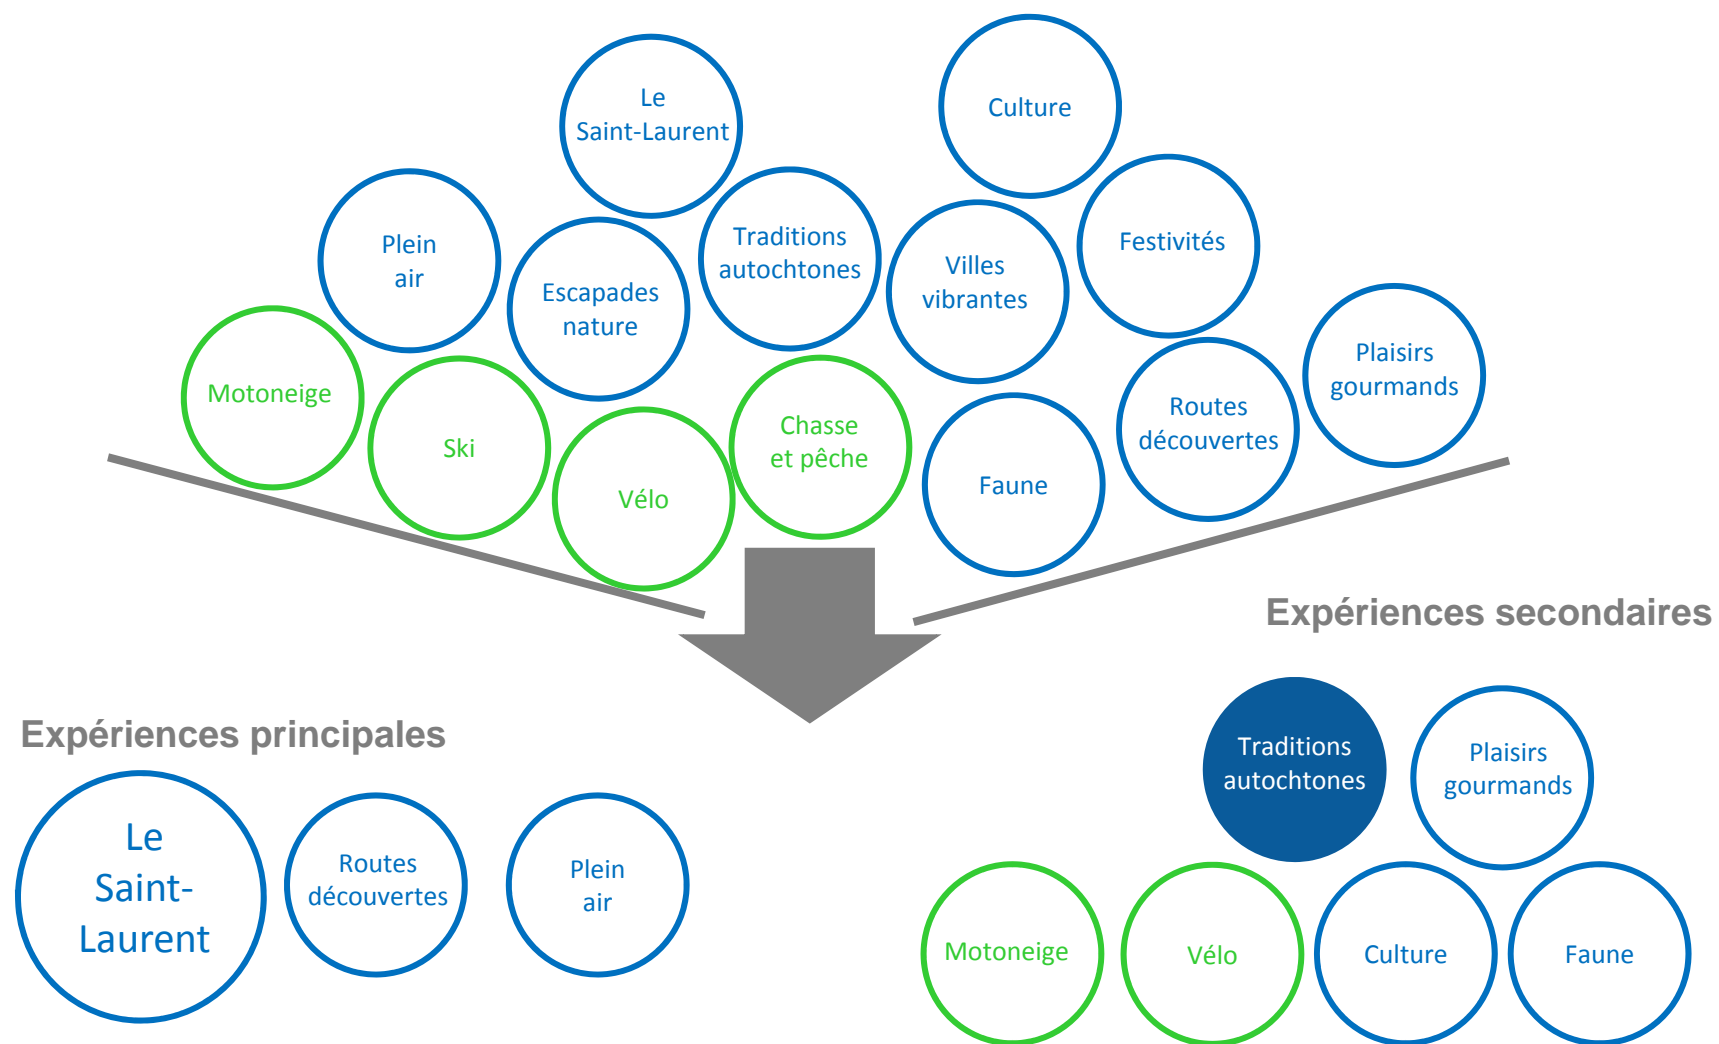 Le
Saint-Laurent
Culture
Plein
air
Escapades
nature
Traditions
autochtones
Villes
vibrantes
Festivités
Motoneige
Ski
Vélo
Chasse
et pêche
Faune
Routes
découvertes
Plaisirs
gourmands
Expériences secondaires
Expériences principales
Le
Saint-
Laurent
Routes
découvertes
Plein
air
Traditions
autochtones
Plaisirs
gourmands
Motoneige
Vélo
Culture
Faune